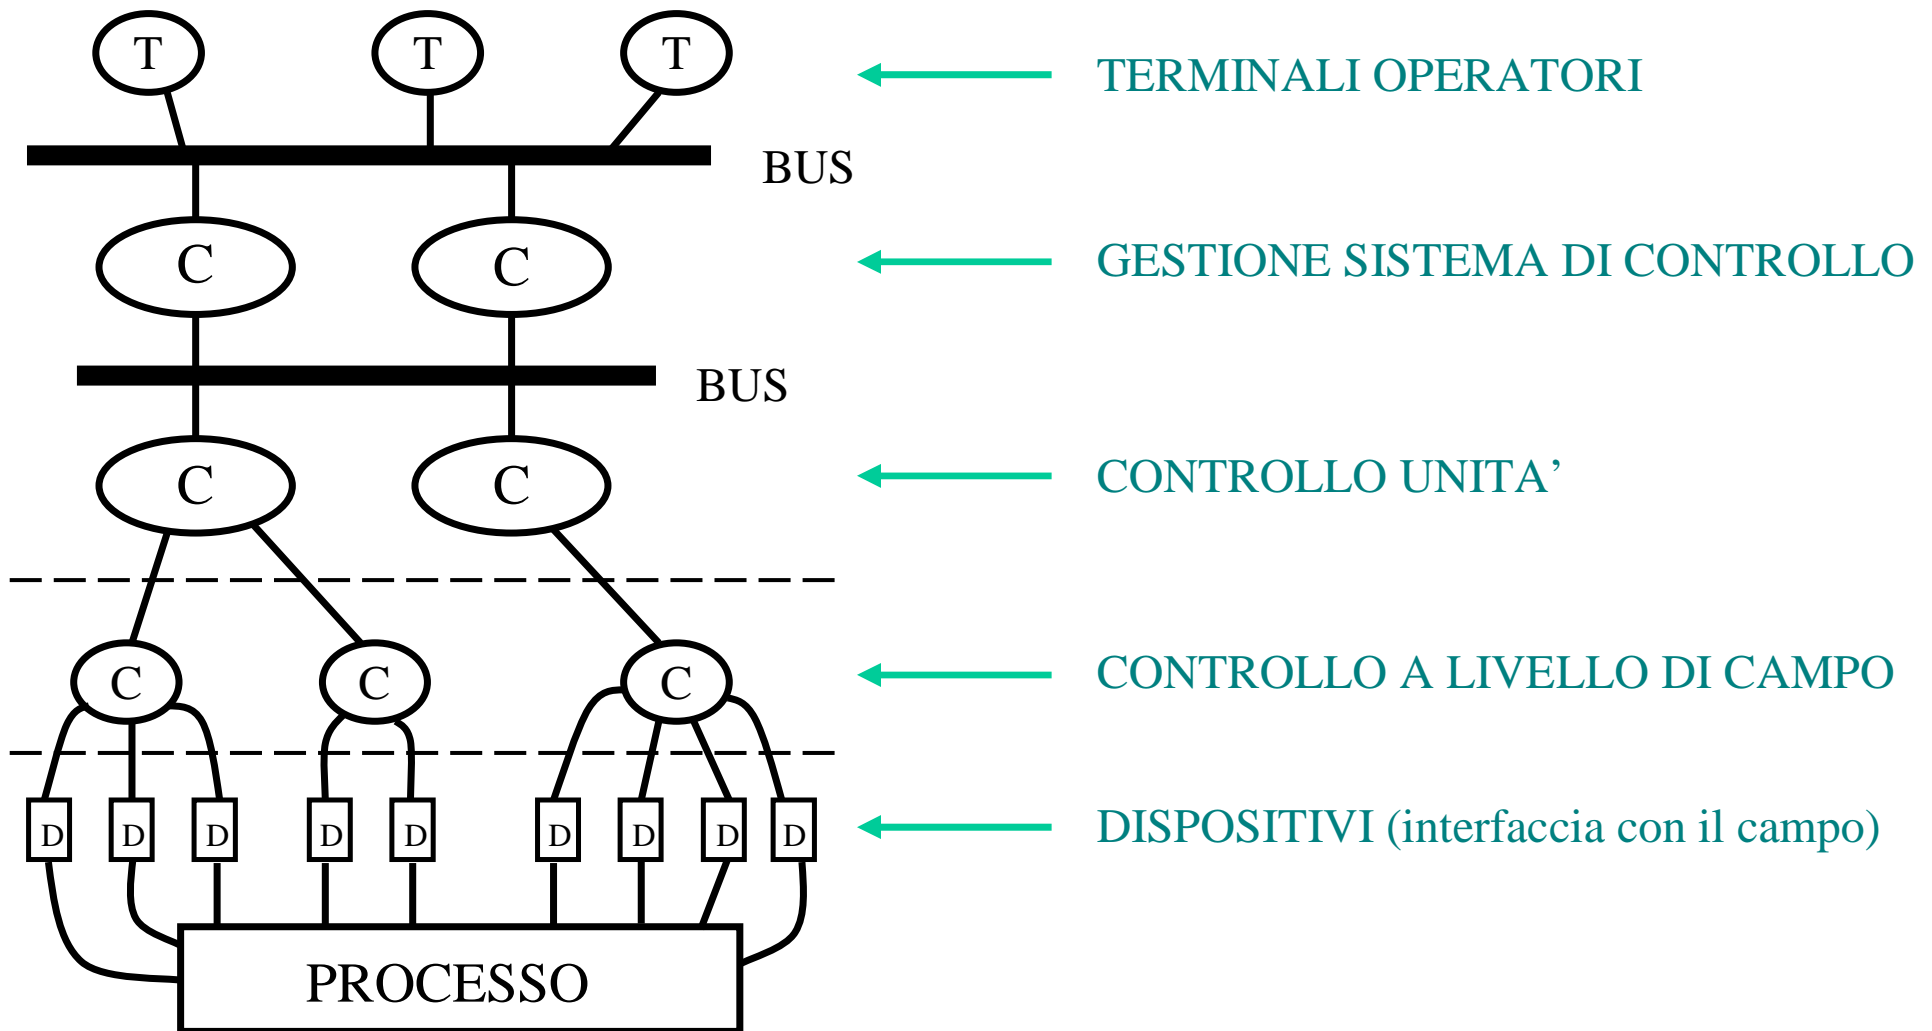 T T T
TERMINALI OPERATORI
BUS
C C
GESTIONE SISTEMA DI CONTROLLO
BUS
C C
CONTROLLO UNITA’
C C C
CONTROLLO A LIVELLO DI CAMPO
D D D D D D D D D
DISPOSITIVI (interfaccia con il campo)
PROCESSO